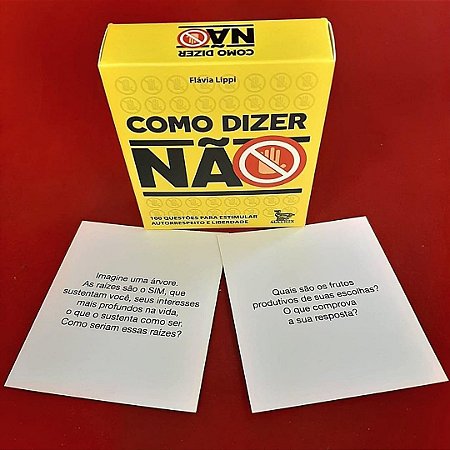 COMO DIZER
NÃO
Flávia Lippi
COMO DIZER
NÃO
100 QUESTÕES PARA ESTIMULAR
AUTORRESPEITO E LIBERDADE
MATRIX
Imagine uma árvore.
As raízes são o SIM, que
sustentam você, seus interesses
mais profundos na vida,
o que o sustenta como ser.
Como seriam essas raízes?
Quais são os frutos
produtivos de suas escolhas?
O que comprova
a sua resposta?